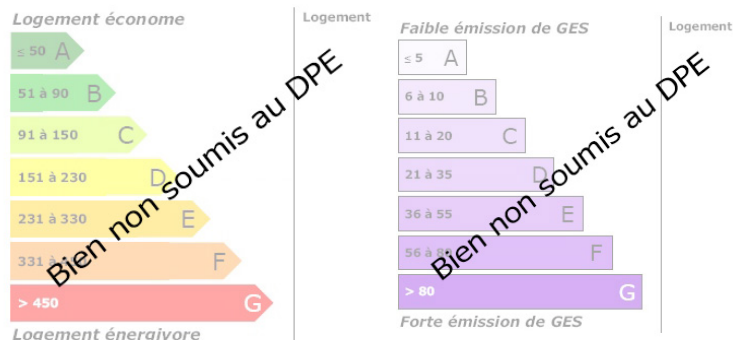 Logement économe
Logement
≤ 50 A
51 à 90 B
91 à 150 C
151 à 230 D
231 à 330 E
331 F
> 450 G
Logement énergivore
Bien non soumis au DPE
Faible émission de GES
Logement
≤ 5 A
6 à 10 B
11 à 20 C
21 à 35 D
36 à 55 E
56 à 80 F
> 80 G
Forte émission de GES
Bien non soumis au DPE